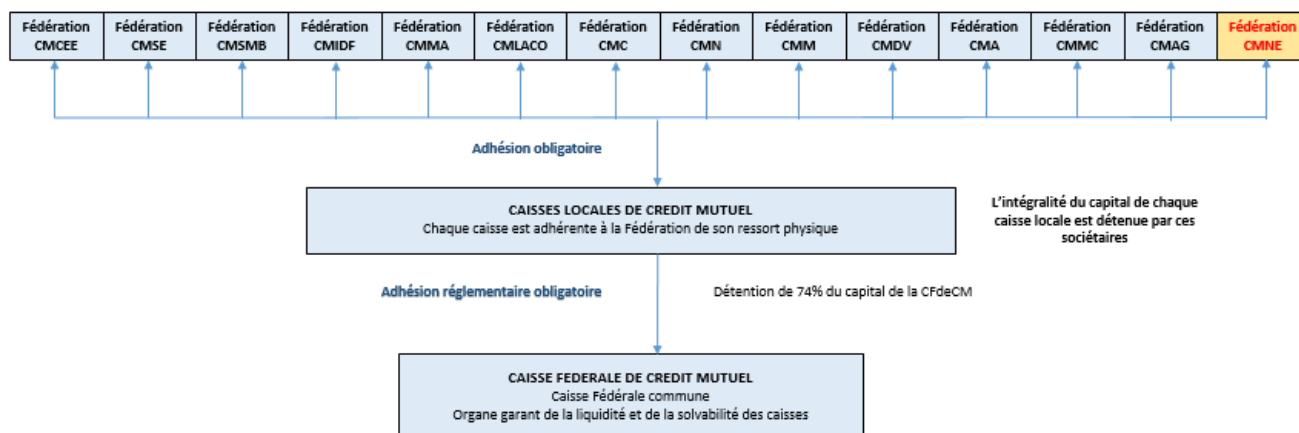 Fédération CMCEE
Fédération CMSE
Fédération CMSMB
Fédération CMIDF
Fédération CMMA
Fédération CMLACO
Fédération CMC
Fédération CMN
Fédération CMM
Fédération CMDV
Fédération CMA
Fédération CMMC
Fédération CMAG
Fédération CMNE
Adhésion obligatoire
CAISSES LOCALES DE CREDIT MUTUEL
Chaque caisse est adhérente à la Fédération de son ressort physique
L'intégralité du capital de chaque
caisse locale est détenue par ces
sociétaires
Adhésion réglementaire obligatoire
Détention de 74% du capital de la CFdeCM
CAISSE FEDERALE DE CREDIT MUTUEL
Caisse Fédérale commune
Organe garant de la liquidité et de la solvabilité des caisses